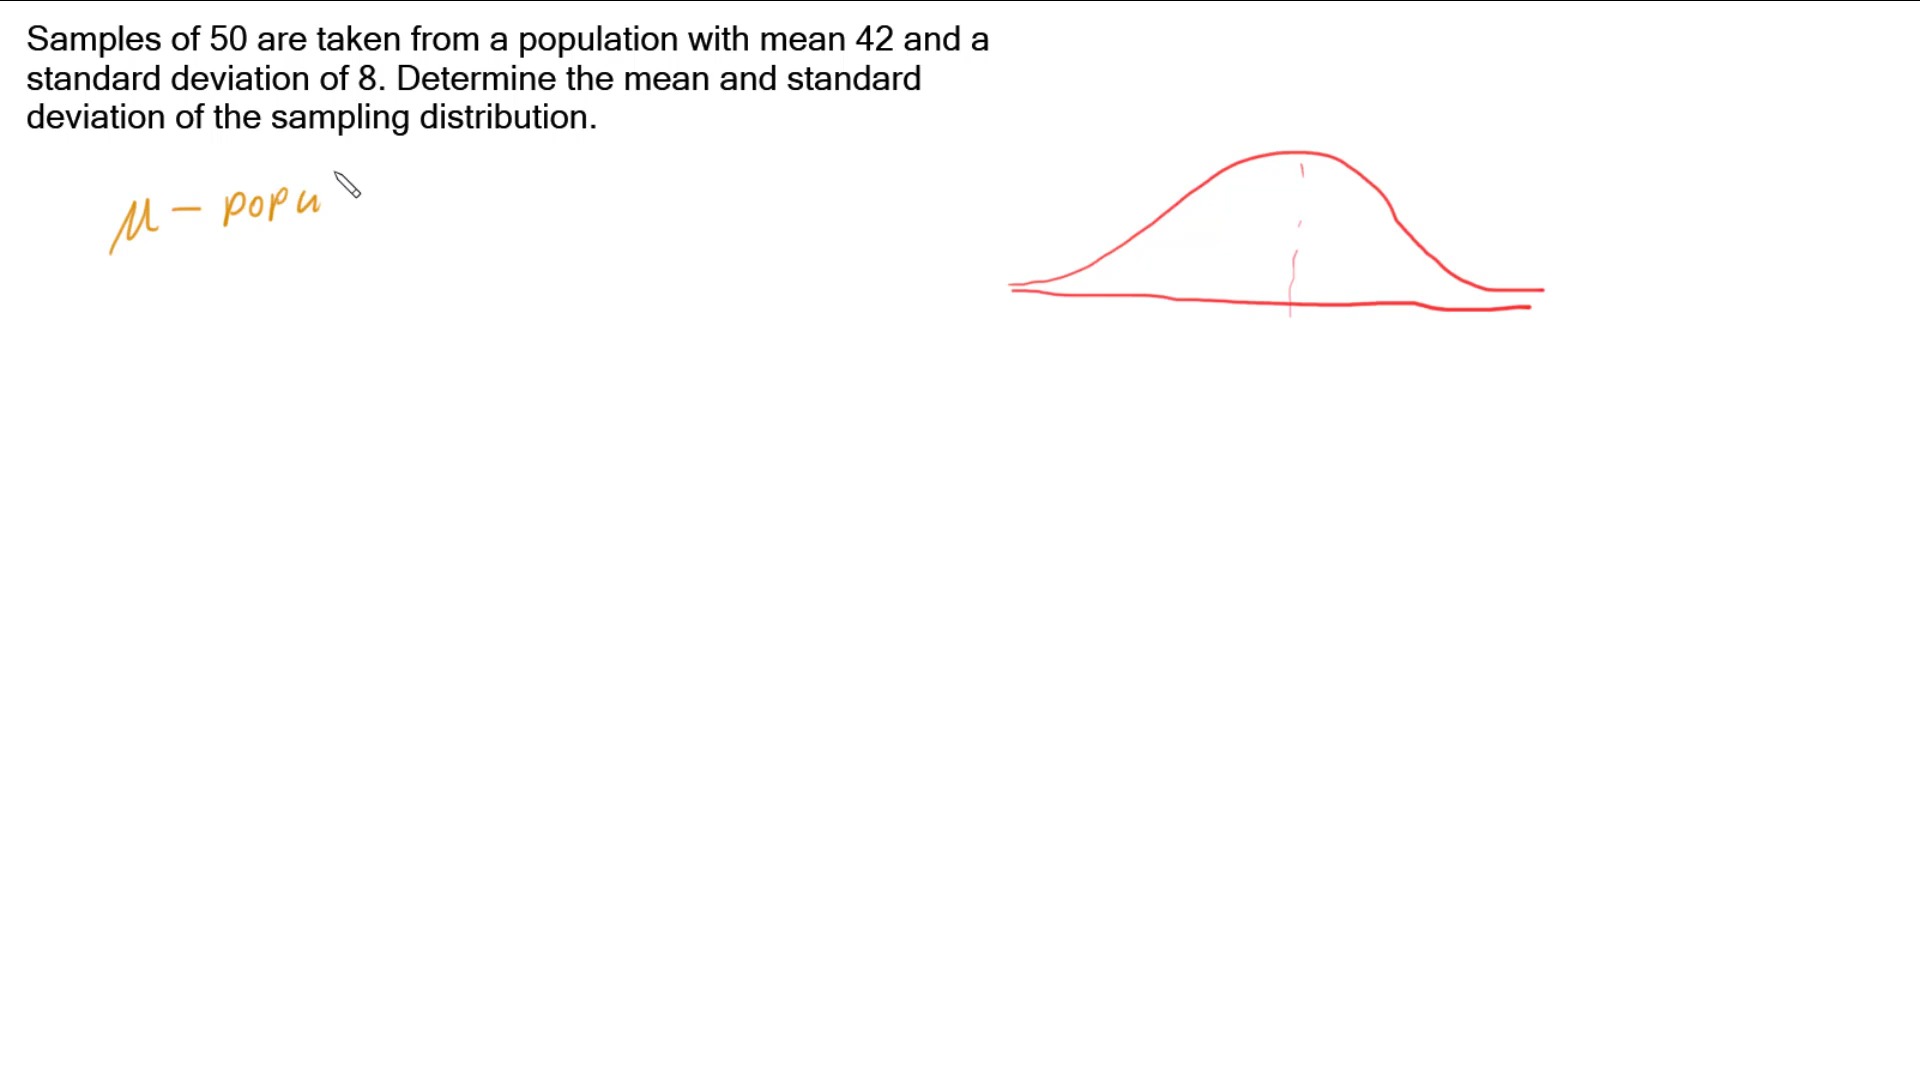 Samples of 50 are taken from a population with mean 42 and a
standard deviation of 8. Determine the mean and standard
deviation of the sampling distribution.
μ – popu